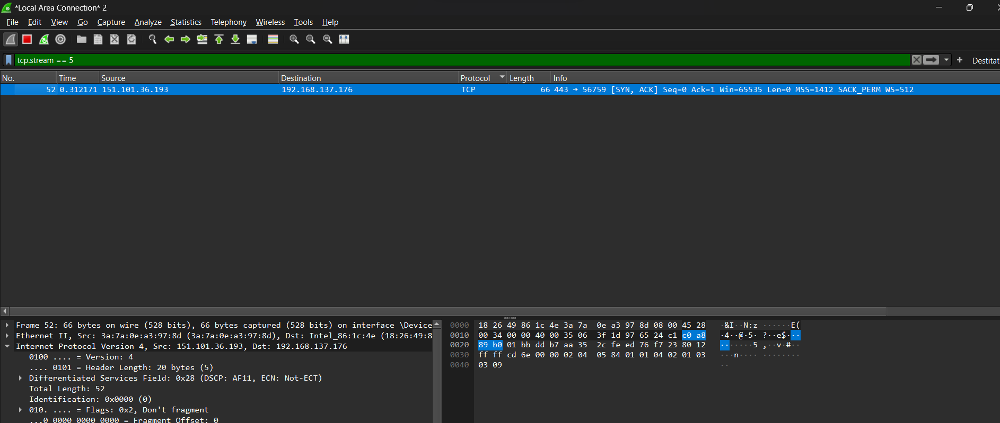 *Local Area Connection* 2
File Edit View Go Capture Analyze Statistics Telephony Wireless Tools Help
tcp.stream == 5
+ Destitat
No. Time Source Destination Protocol Length Info
52 0.312171 151.101.36.193 192.168.137.176 TCP 66 443 → 56759 [SYN, ACK] Seq=0 Ack=1 Win=65535 Len=0 MSS=1412 SACK_PERM WS=512
Frame 52: 66 bytes on wire (528 bits), 66 bytes captured (528 bits) on interface \Device
Ethernet II, Src: 3a:7a:0e:a3:97:8d (3a:7a:0e:a3:97:8d), Dst: Intel_86:1c:4e (18:26:49:8
Internet Protocol Version 4, Src: 151.101.36.193, Dst: 192.168.137.176
0100 .... = Version: 4
.... 0101 = Header Length: 20 bytes (5)
Differentiated Services Field: 0x28 (DSCP: AF11, ECN: Not-ECT)
Total Length: 52
Identification: 0x0000 (0)
010. .... = Flags: 0x2, Don't fragment
...0 0000 0000 0000 = Fragment Offset: 0
0000 18 26 49 86 1c 4e 3a 7a 0e a3 97 8d 08 00 45 28 ·&I··N:z ······E(
0010 00 34 00 00 40 00 35 06 3f 1d 97 65 24 c1 c0 a8 ·4··@·5· ?··e$···
0020 89 b0 01 bb dd b7 aa 35 2c fe ed 76 f7 23 80 12 ·······5 ,··v·#··
0030 ff ff cd 6e 00 00 02 04 05 84 01 01 04 02 01 03 ···n···· ········
0040 03 09 ··